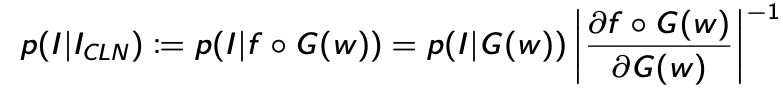 p(I|I_{CLN}) := p(I|f ∘ G(w)) = p(I|G(w)) |∂f ∘ G(w) / ∂G(w)|^{-1}